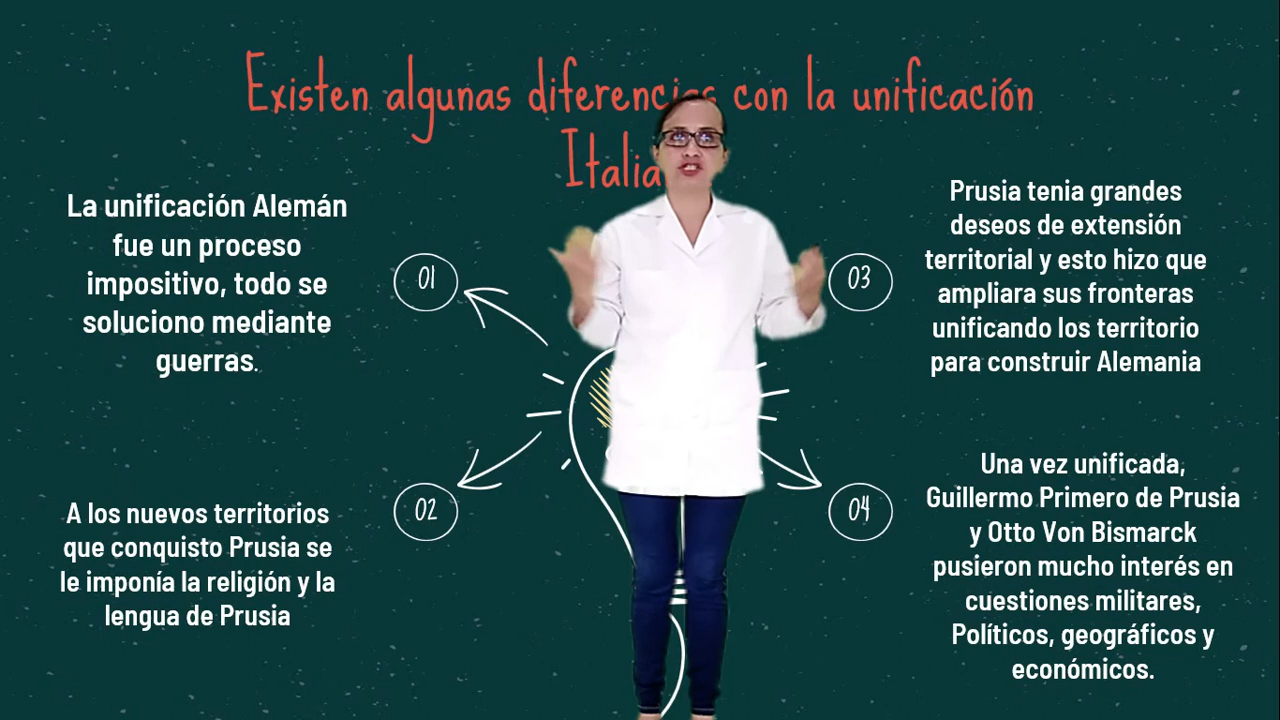 Existen algunas diferencias con la unificación
Italia
La unificación Alemán
fue un proceso
impositivo, todo se
soluciono mediante
guerras.
01
02
A los nuevos territorios
que conquisto Prusia se
le imponía la religión y la
lengua de Prusia
03
Prusia tenia grandes
deseos de extensión
territorial y esto hizo que
ampliara sus fronteras
unificando los territorio
para construir Alemania
04
Una vez unificada,
Guillermo Primero de Prusia
y Otto Von Bismarck
pusieron mucho interés en
cuestiones militares,
Políticos, geográficos y
económicos.